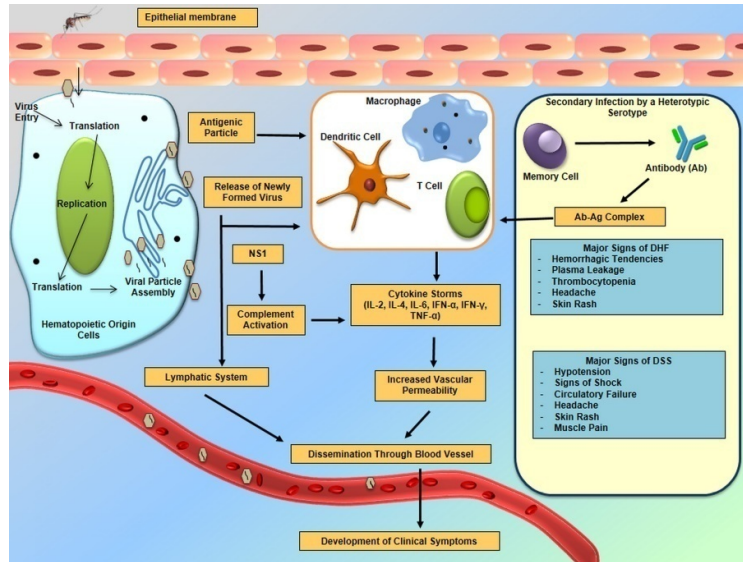 Epithelial membrane
Virus
Entry
Translation
Replication
Translation
Viral Particle
Assembly
Hematopoietic Origin
Cells
Antigenic
Particle
Release of Newly
Formed Virus
NS1
Complement
Activation
Lymphatic System
Macrophage
Dendritic Cell
T Cell
Cytokine Storms
(IL-2, IL-4, IL-6, IFN-α, IFN-γ,
TNF-α)
Increased Vascular
Permeability
Dissemination Through Blood Vessel
Development of Clinical Symptoms
Secondary Infection by a Heterotypic
Serotype
Memory Cell
Antibody (Ab)
Ab-Ag Complex
Major Signs of DHF
- Hemorrhagic Tendencies
- Plasma Leakage
- Thrombocytopenia
- Headache
- Skin Rash
Major Signs of DSS
- Hypotension
- Signs of Shock
- Circulatory Failure
- Headache
- Skin Rash
- Muscle Pain